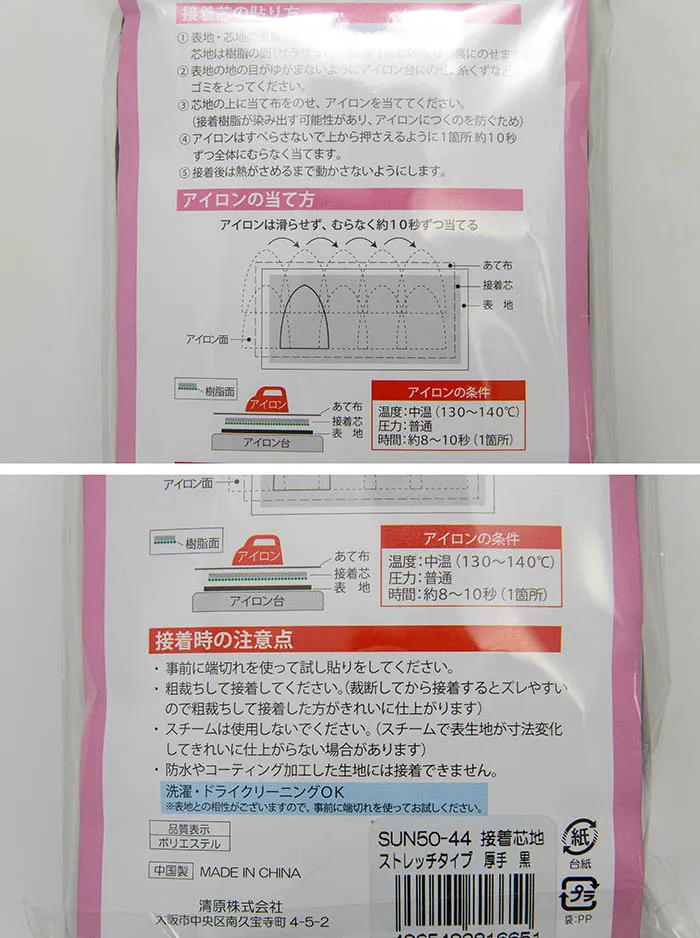 接着芯の貼り方
① 表地・芯地の
芯地は樹脂の面(ザラザラ にのせます
② 表地の地の目がゆがまないようにアイロン台にのせ、糸くずなどの
ゴミをとってください。
③ 芯地の上に当て布をのせ、アイロンを当ててください。
(接着樹脂が染み出す可能性があり、アイロンにつくのを防ぐため)
④ アイロンはすべらさないで上から押さえるように1箇所 約10秒
ずつ全体にむらなく当てます。
⑤ 接着後は熱がさめるまで動かさないようにします。
アイロンの当て方
アイロンは滑らせず、むらなく約10秒ずつ当てる
あて布
接着芯
表 地
アイロン面
樹脂面
アイロン
あて布
接着芯
表 地
アイロン台
アイロンの条件
温度:中温(130〜140℃)
圧力:普通
時間:約8〜10秒(1箇所)
アイロン面
樹脂面
アイロン
あて布
接着芯
表 地
アイロン台
アイロンの条件
温度:中温(130〜140℃)
圧力:普通
時間:約8〜10秒(1箇所)
接着時の注意点
・ 事前に端切れを使って試し貼りをしてください。
・ 粗裁ちして接着してください。(裁断してから接着するとズレやすい
ので粗裁ちして接着した方がきれいに仕上がります)
・ スチームは使用しないでください。(スチームで表生地が寸法変化
してきれいに仕上がらない場合があります)
・ 防水やコーティング加工した生地には接着できません。
洗濯・ドライクリーニングOK
※表地との相性がございますので、事前に端切れを使ってお試しください。
品質表示
ポリエステル
中国製 MADE IN CHINA
清原株式会社
大阪市中央区南久宝寺町 4-5-2
SUN50-44 接着芯地
ストレッチタイプ 厚手 黒
紙
台紙
プラ
袋:PP